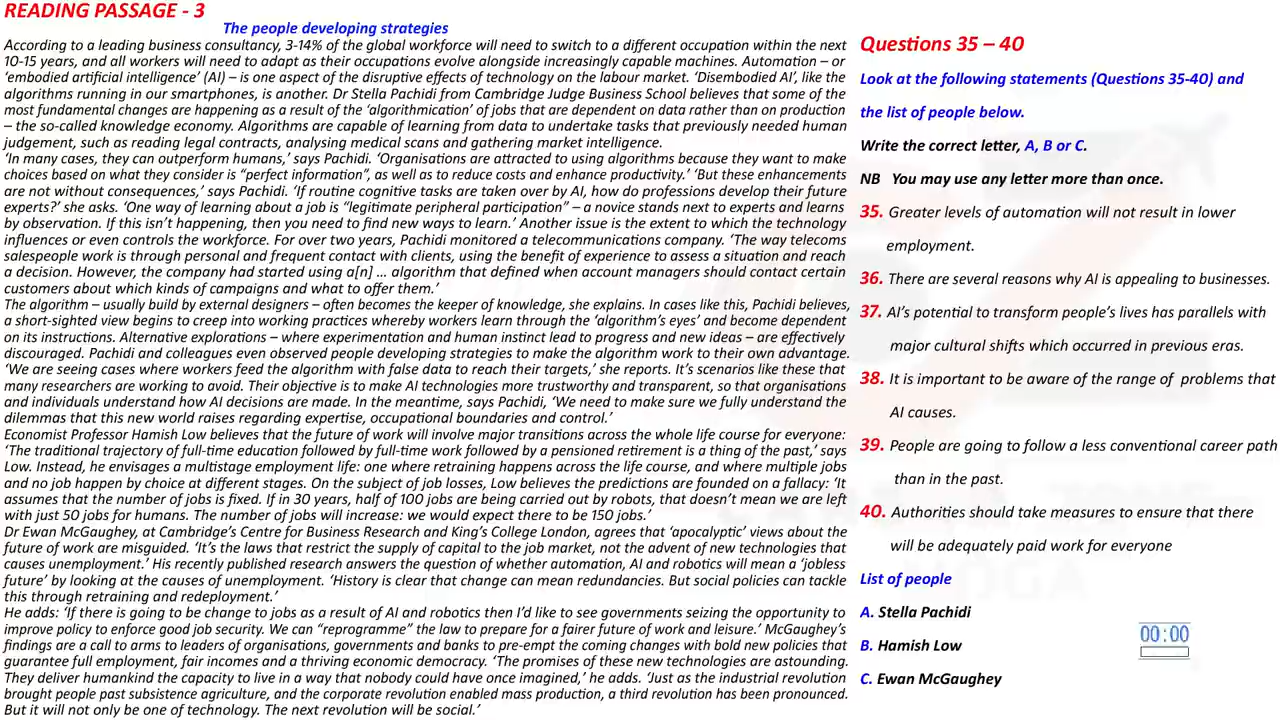 READING PASSAGE - 3
The people developing strategies
According to a leading business consultancy, 3-14% of the global workforce will need to switch to a different occupation within the next
10-15 years, and all workers will need to adapt as their occupations evolve alongside increasingly capable machines. Automation – or
‘embodied artificial intelligence’ (AI) – is one aspect of the disruptive effects of technology on the labour market. ‘Disembodied AI’, like the
algorithms running in our smartphones, is another. Dr Stella Pachidi from Cambridge Judge Business School believes that some of the
most fundamental changes are happening as a result of the ‘algorithmication’ of jobs that are dependent on data rather than on production
– the so-called knowledge economy. Algorithms are capable of learning from data to undertake tasks that previously needed human
judgement, such as reading legal contracts, analysing medical scans and gathering market intelligence.
‘In many cases, they can outperform humans,’ says Pachidi. ‘Organisations are attracted to using algorithms because they want to make
choices based on what they consider is “perfect information”, as well as to reduce costs and enhance productivity.’ ‘But these enhancements
are not without consequences,’ says Pachidi. ‘If routine cognitive tasks are taken over by AI, how do professions develop their future
experts?’ she asks. ‘One way of learning about a job is “legitimate peripheral participation” – a novice stands next to experts and learns
by observation. If this isn’t happening, then you need to find new ways to learn.’ Another issue is the extent to which the technology
influences or even controls the workforce. For over two years, Pachidi monitored a telecommunications company. ‘The way telecoms
salespeople work is through personal and frequent contact with clients, using the benefit of experience to assess a situation and reach
a decision. However, the company had started using a[n] ... algorithm that defined when account managers should contact certain
customers about which kinds of campaigns and what to offer them.’
The algorithm – usually build by external designers – often becomes the keeper of knowledge, she explains. In cases like this, Pachidi believes,
a short-sighted view begins to creep into working practices whereby workers learn through the ‘algorithm’s eyes’ and become dependent
on its instructions. Alternative explorations – where experimentation and human instinct lead to progress and new ideas – are effectively
discouraged. Pachidi and colleagues even observed people developing strategies to make the algorithm work to their own advantage.
‘We are seeing cases where workers feed the algorithm with false data to reach their targets,’ she reports. It’s scenarios like these that
many researchers are working to avoid. Their objective is to make AI technologies more trustworthy and transparent, so that organisations
and individuals understand how AI decisions are made. In the meantime, says Pachidi, ‘We need to make sure we fully understand the
dilemmas that this new world raises regarding expertise, occupational boundaries and control.’
Economist Professor Hamish Low believes that the future of work will involve major transitions across the whole life course for everyone:
‘The traditional trajectory of full-time education followed by full-time work followed by a pensioned retirement is a thing of the past,’ says
Low. Instead, he envisages a multistage employment life: one where retraining happens across the life course, and where multiple jobs
and no job happen by choice at different stages. On the subject of job losses, Low believes the predictions are founded on a fallacy: ‘It
assumes that the number of jobs is fixed. If in 30 years, half of 100 jobs are being carried out by robots, that doesn’t mean we are left
with just 50 jobs for humans. The number of jobs will increase: we would expect there to be 150 jobs.’
Dr Ewan McGaughey, at Cambridge’s Centre for Business Research and King’s College London, agrees that ‘apocalyptic’ views about the
future of work are misguided. ‘It’s the laws that restrict the supply of capital to the job market, not the advent of new technologies that
causes unemployment.’ His recently published research answers the question of whether automation, AI and robotics will mean a ‘jobless
future’ by looking at the causes of unemployment. ‘History is clear that change can mean redundancies. But social policies can tackle
this through retraining and redeployment.’
He adds: ‘If there is going to be change to jobs as a result of AI and robotics then I’d like to see governments seizing the opportunity to
improve policy to enforce good job security. We can “reprogramme” the law to prepare for a fairer future of work and leisure.’ McGaughey’s
findings are a call to arms to leaders of organisations, governments and banks to pre-empt the coming changes with bold new policies that
guarantee full employment, fair incomes and a thriving economic democracy. ‘The promises of these new technologies are astounding.
They deliver humankind the capacity to live in a way that nobody could have once imagined,’ he adds. ‘Just as the industrial revolution
brought people past subsistence agriculture, and the corporate revolution enabled mass production, a third revolution has been pronounced.
But it will not only be one of technology. The next revolution will be social.’
Questions 35 – 40
Look at the following statements (Questions 35-40) and
the list of people below.
Write the correct letter, A, B or C.
NB You may use any letter more than once.
35. Greater levels of automation will not result in lower
employment.
36. There are several reasons why AI is appealing to businesses.
37. AI’s potential to transform people’s lives has parallels with
major cultural shifts which occurred in previous eras.
38. It is important to be aware of the range of problems that
AI causes.
39. People are going to follow a less conventional career path
than in the past.
40. Authorities should take measures to ensure that there
will be adequately paid work for everyone
List of people
A. Stella Pachidi
B. Hamish Low
C. Ewan McGaughey
00:00